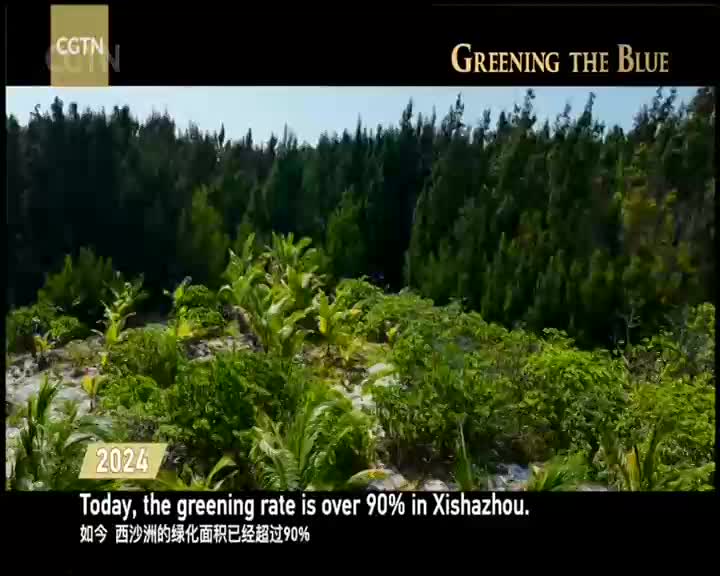 CGTN
GREENING THE BLUE
2024
Today, the greening rate is over 90% in Xishazhou.
如今 西沙洲的绿化面积已经超过90%